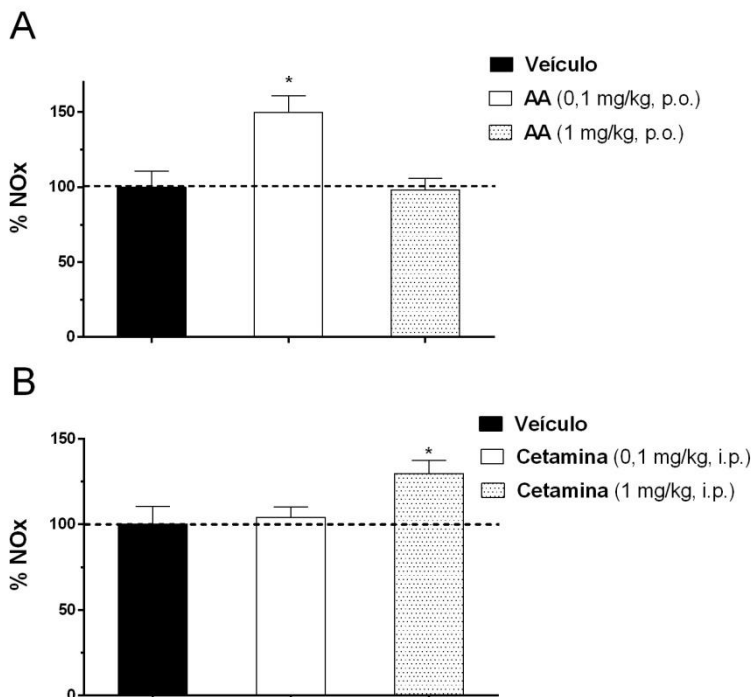 A
% NOx
150
100
50
0
*
Veículo
AA (0,1 mg/kg, p.o.)
AA (1 mg/kg, p.o.)
B
% NOx
150
100
50
0
*
Veículo
Cetamina (0,1 mg/kg, i.p.)
Cetamina (1 mg/kg, i.p.)